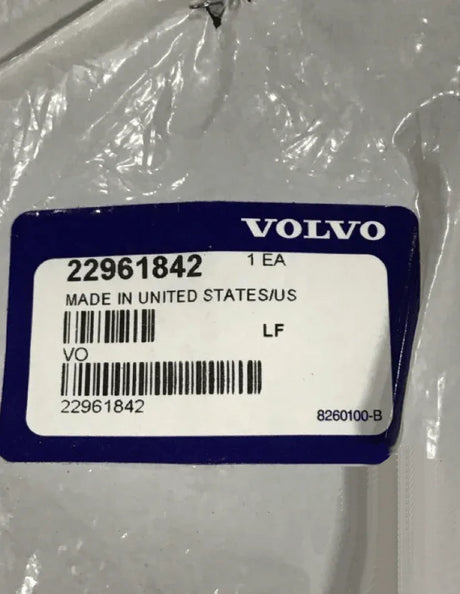 VOLVO
22961842 1 EA
MADE IN UNITED STATES/US
LF
VO
22961842
8260100-B